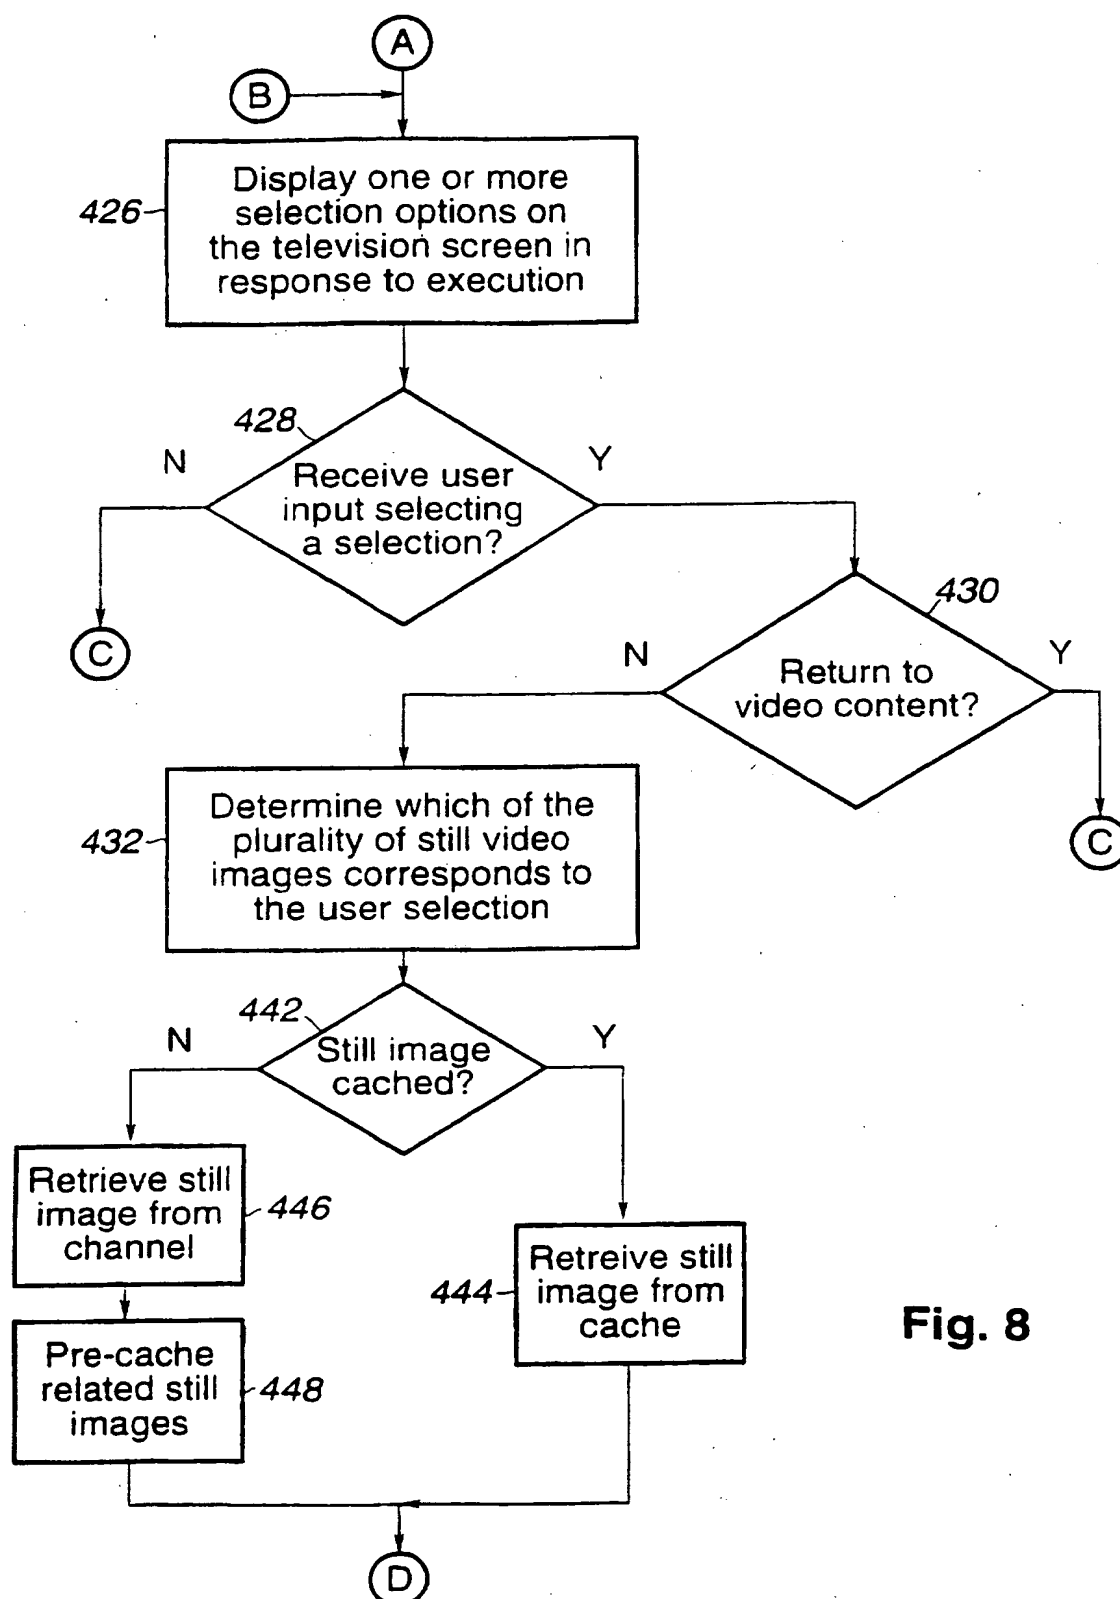 A
B
Display one or more
selection options on
the television screen in
response to execution
426
428
N
Y
Receive user
input selecting
a selection?
C
430
N
Y
Return to
video content?
C
Determine which of the
plurality of still video
images corresponds to
the user selection
432
442
N
Y
Still image
cached?
Retrieve still
image from
channel
446
Retreive still
image from
cache
444
Fig. 8
Pre-cache
related still
images
448
D